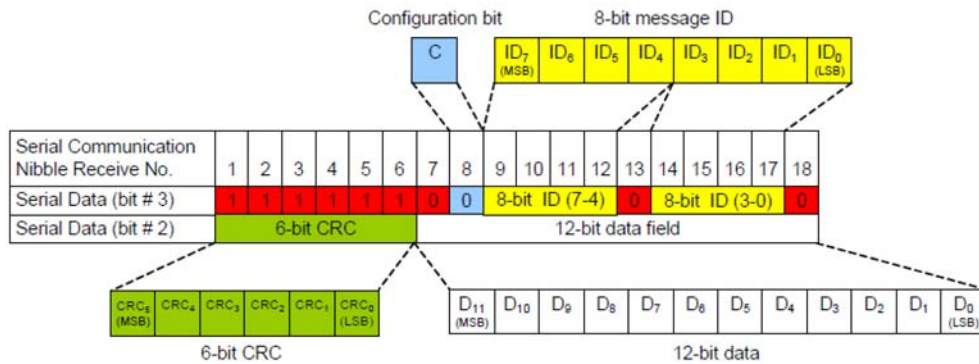 Configuration bit 8-bit message ID
C ID7 (MSB) ID6 ID5 ID4 ID3 ID2 ID1 ID0 (LSB)
Serial Communication
Nibble Receive No. 1 2 3 4 5 6 7 8 9 10 11 12 13 14 15 16 17 18
Serial Data (bit # 3) 1 1 1 1 1 1 0 0 8-bit ID (7-4) 0 8-bit ID (3-0) 0
Serial Data (bit # 2) 6-bit CRC 12-bit data field
CRC5 (MSB) CRC4 CRC3 CRC2 CRC1 CRC0 (LSB) D11 (MSB) D10 D9 D8 D7 D6 D5 D4 D3 D2 D1 D0 (LSB)
6-bit CRC 12-bit data